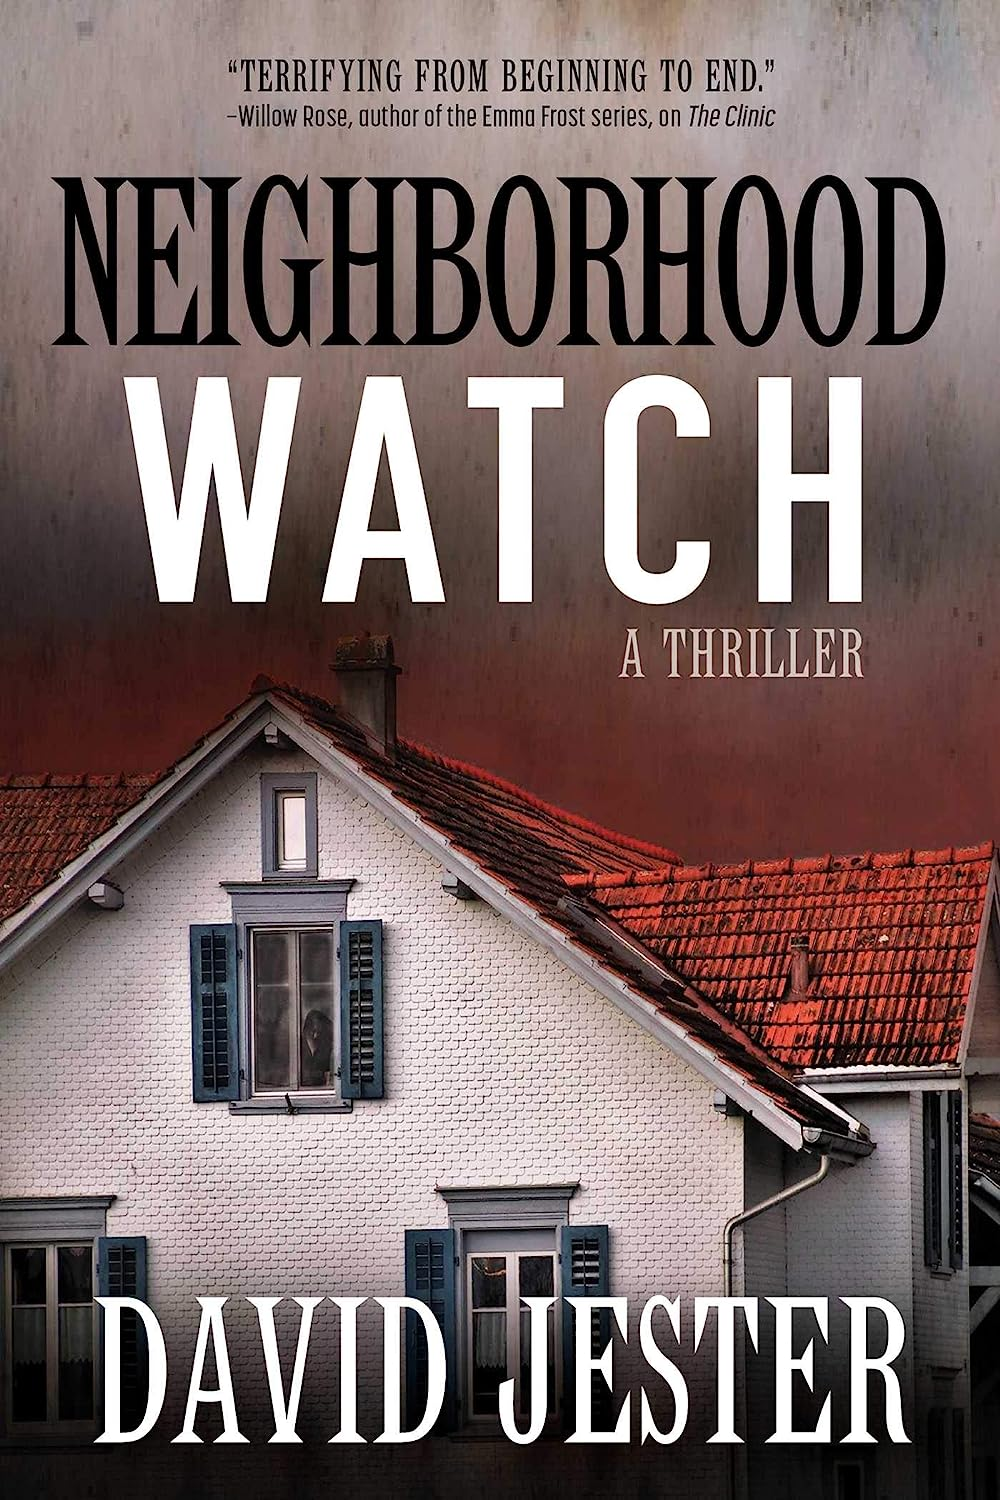 “TERRIFYING FROM BEGINNING TO END.”
–Willow Rose, author of the Emma Frost series, on The Clinic
NEIGHBORHOOD
WATCH
A THRILLER
DAVID JESTER